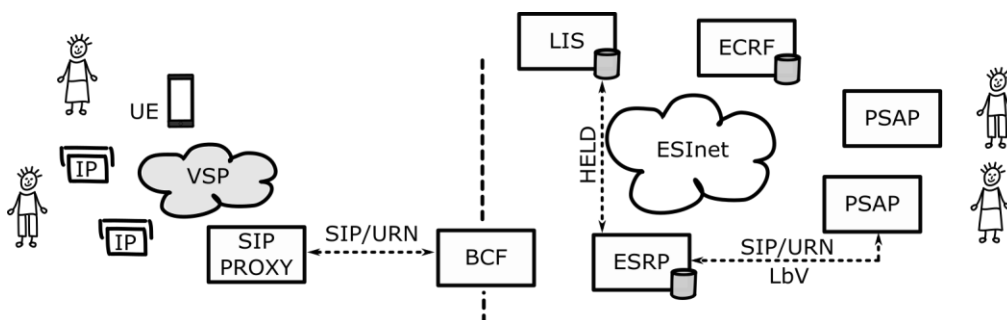 LIS
ECRF
UE
PSAP
IP
VSP
HELD
ESInet
PSAP
IP
SIP
PROXY
SIP/URN
BCF
ESRP
SIP/URN
LbV